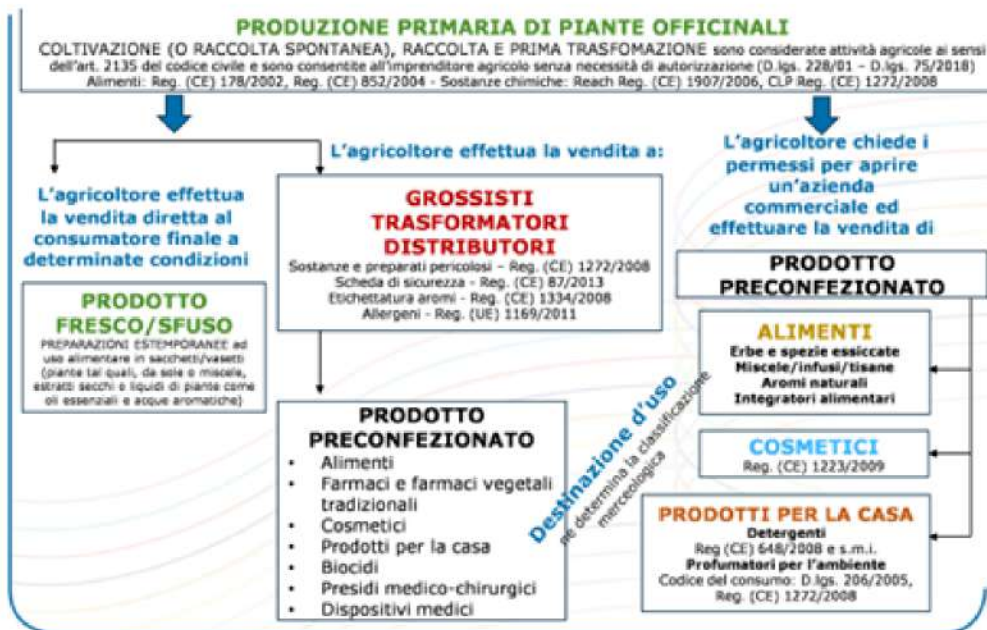 PRODUZIONE PRIMARIA DI PIANTE OFFICINALI
COLTIVAZIONE (O RACCOLTA SPONTANEA), RACCOLTA E PRIMA TRASFOMAZIONE sono considerate attività agricole ai sensi
dell'art. 2135 del codice civile e sono consentite all'imprenditore agricolo senza necessità di autorizzazione (D.lgs. 228/01 – D.lgs. 75/2018)
Alimenti: Reg. (CE) 178/2002, Reg. (CE) 852/2004 - Sostanze chimiche: Reach Reg. (CE) 1907/2006, CLP Reg. (CE) 1272/2008
L'agricoltore effettua
la vendita diretta al
consumatore finale a
determinate condizioni
PRODOTTO
FRESCO/SFUSO
PREPARAZIONI ESTEMPORANEE ad
uso alimentare in sacchetti/vasetti
(piante tal quali, da sole o miscele,
estratti secchi o liquidi di piante come
oli essenziali e acque aromatiche)
L'agricoltore effettua la vendita a:
GROSSISTI
TRASFORMATORI
DISTRIBUTORI
Sostanze e preparati pericolosi – Reg. (CE) 1272/2008
Scheda di sicurezza - Reg. (CE) 87/2013
Etichettatura aromi - Reg. (CE) 1334/2008
Allergeni - Reg. (UE) 1169/2011
PRODOTTO
PRECONFEZIONATO
• Alimenti
• Farmaci e farmaci vegetali
tradizionali
• Cosmetici
• Prodotti per la casa
• Biocidi
• Presidi medico-chirurgici
• Dispositivi medici
Destinazione d'uso
ne determina la classificazione
merceologica
L'agricoltore chiede i
permessi per aprire
un'azienda
commerciale ed
effettuare la vendita di
PRODOTTO
PRECONFEZIONATO
ALIMENTI
Erbe e spezie essiccate
Miscele/infusi/tisane
Aromi naturali
Integratori alimentari
COSMETICI
Reg. (CE) 1223/2009
PRODOTTI PER LA CASA
Detergenti
Reg (CE) 648/2008 e s.m.i.
Profumatori per l'ambiente
Codice del consumo: D.lgs. 206/2005,
Reg. (CE) 1272/2008